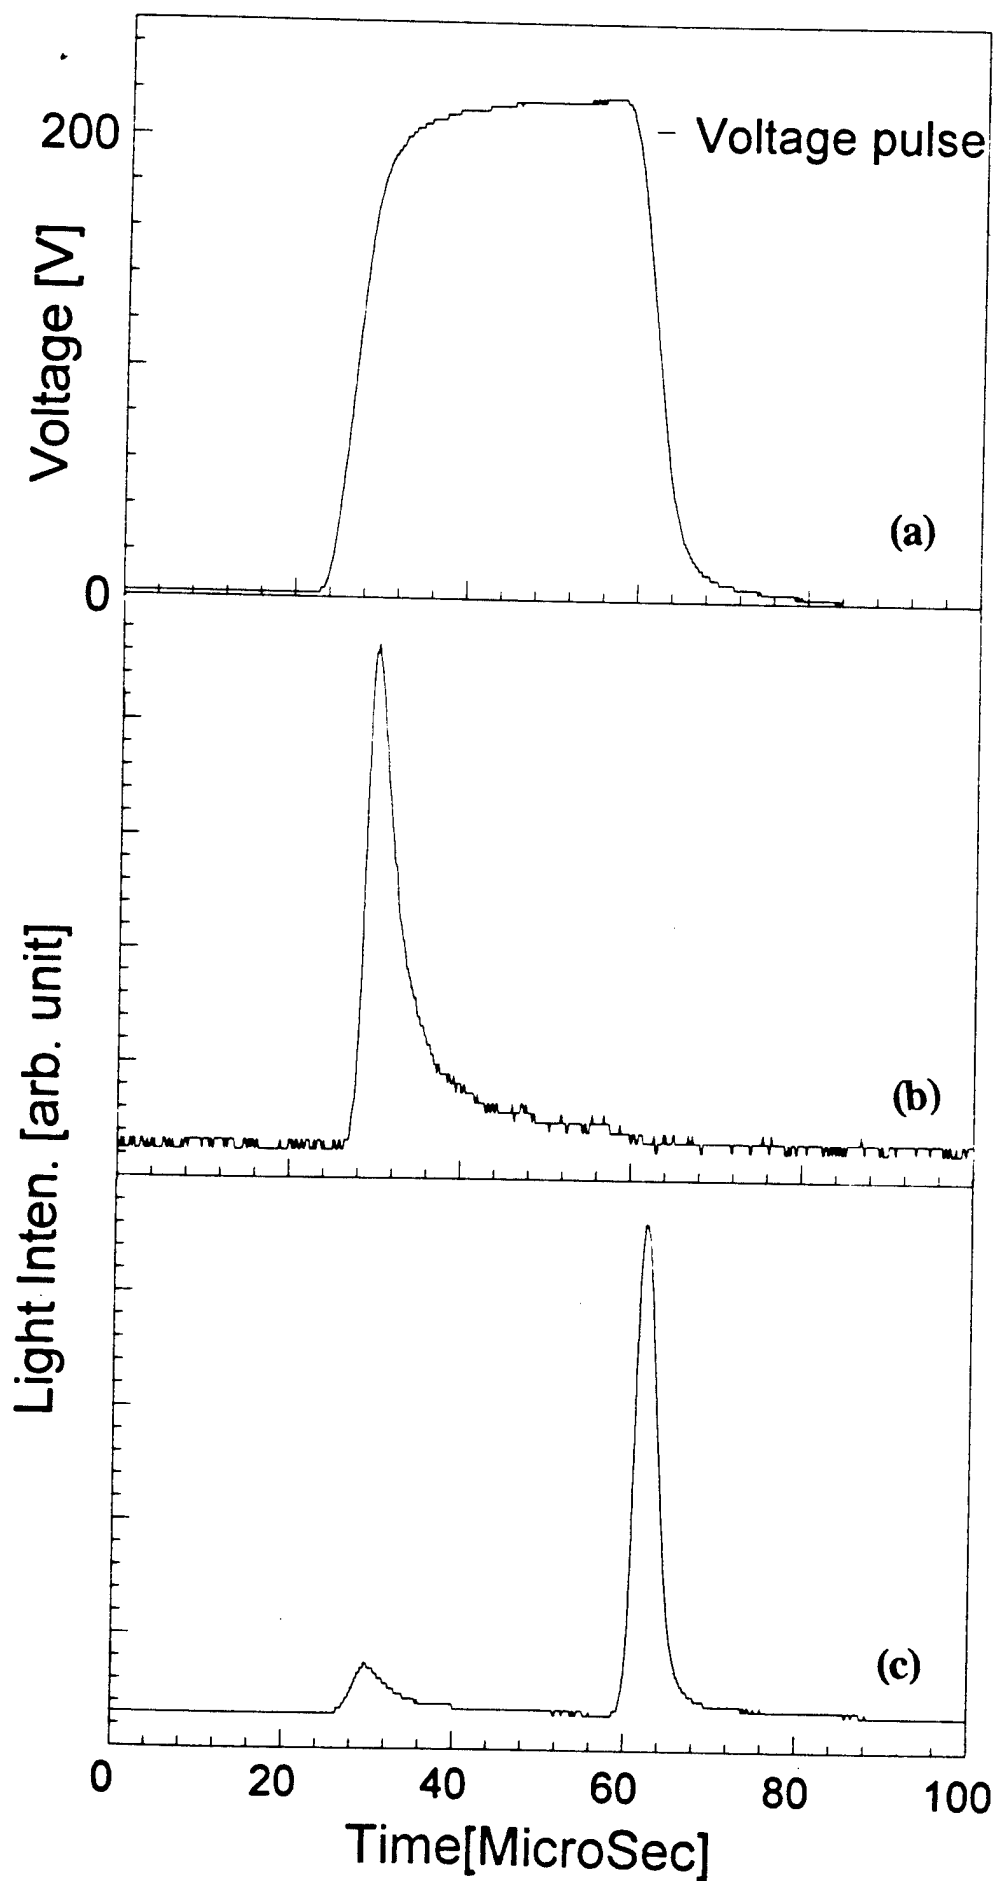 200
Voltage pulse
Voltage [V]
(a)
0
(b)
Light Inten. [arb. unit]
(c)
0 20 40 60 80 100
Time[MicroSec]